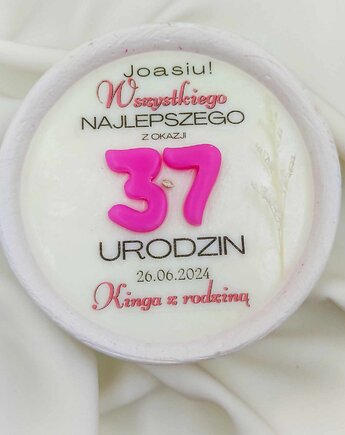 Joasiu!
Wszystkiego
NAJLEPSZEGO
Z OKAZJI
37
URODZIN
26.06.2024
Kinga z rodziną